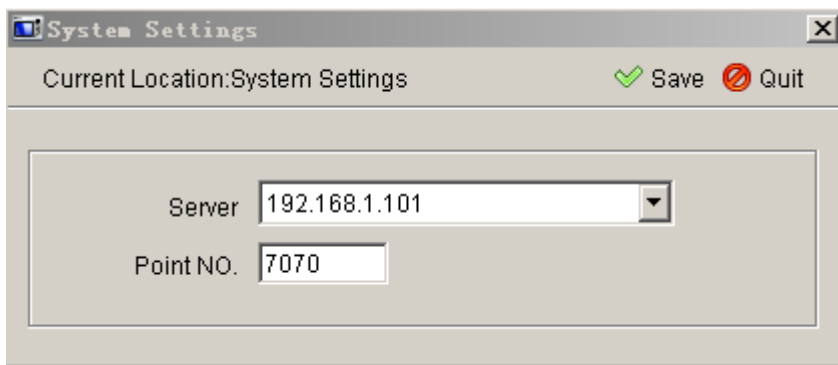 System Settings
Current Location:System Settings Save Quit
Server 192.168.1.101
Point NO. 7070